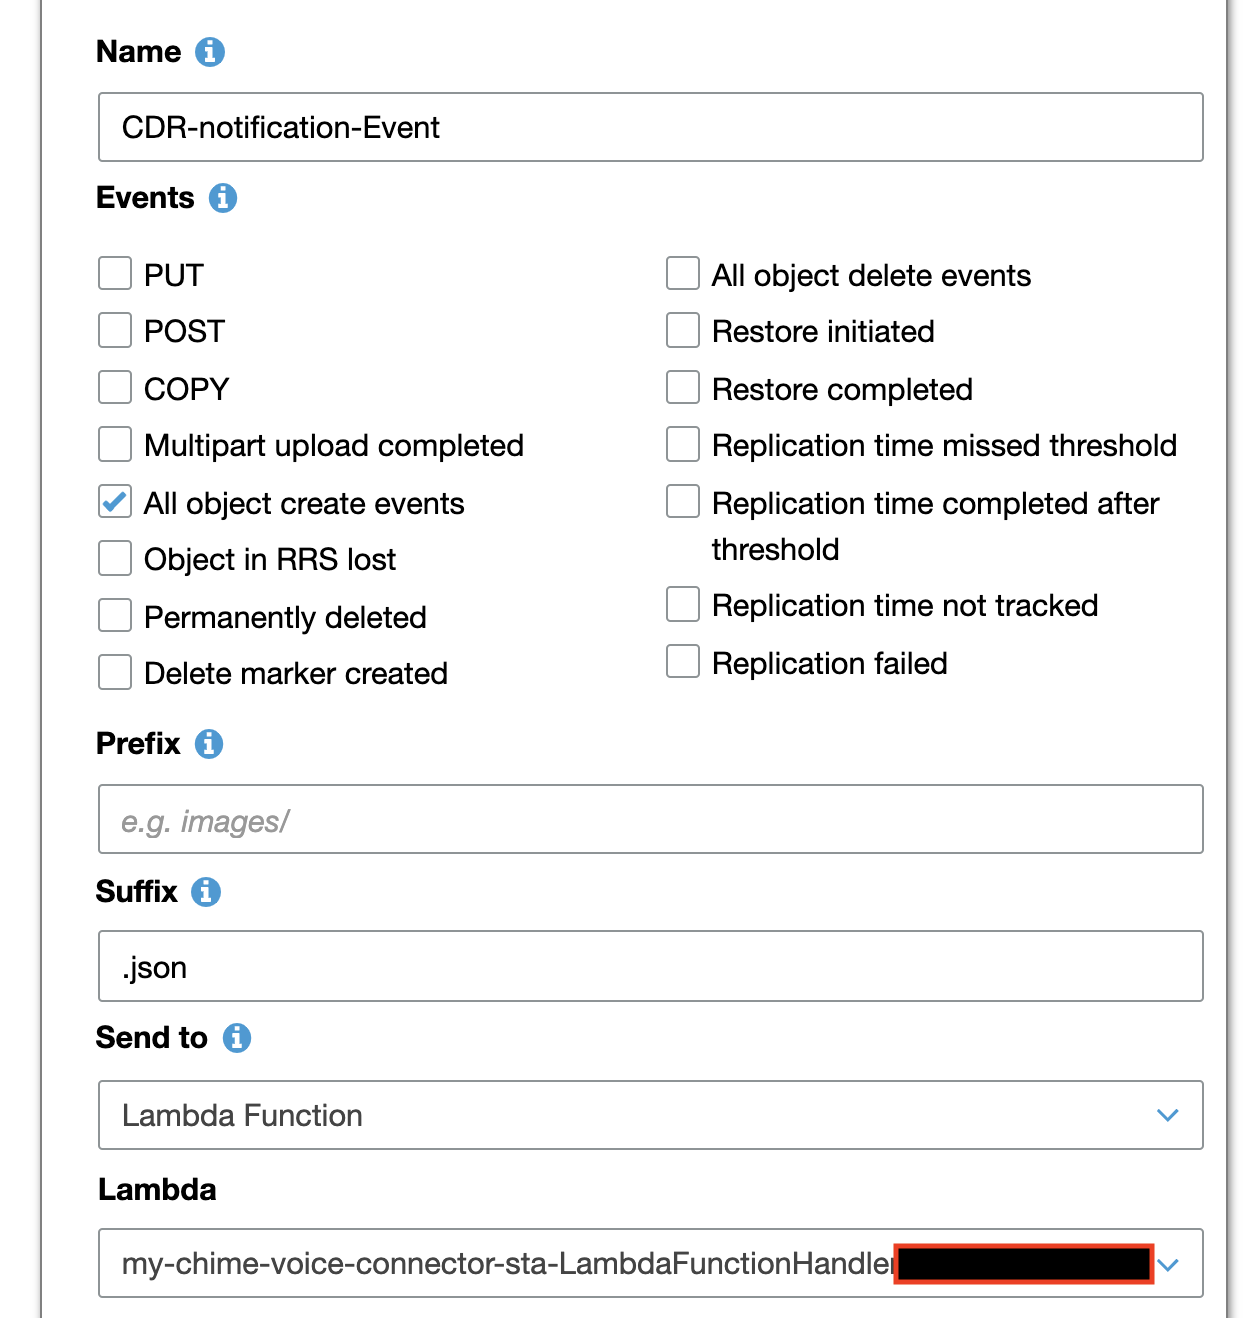 Name
CDR-notification-Event
Events
PUT
POST
COPY
Multipart upload completed
All object create events
Object in RRS lost
Permanently deleted
Delete marker created
All object delete events
Restore initiated
Restore completed
Replication time missed threshold
Replication time completed after
threshold
Replication time not tracked
Replication failed
Prefix
e.g. images/
Suffix
.json
Send to
Lambda Function
Lambda
my-chime-voice-connector-sta-LambdaFunctionHandler